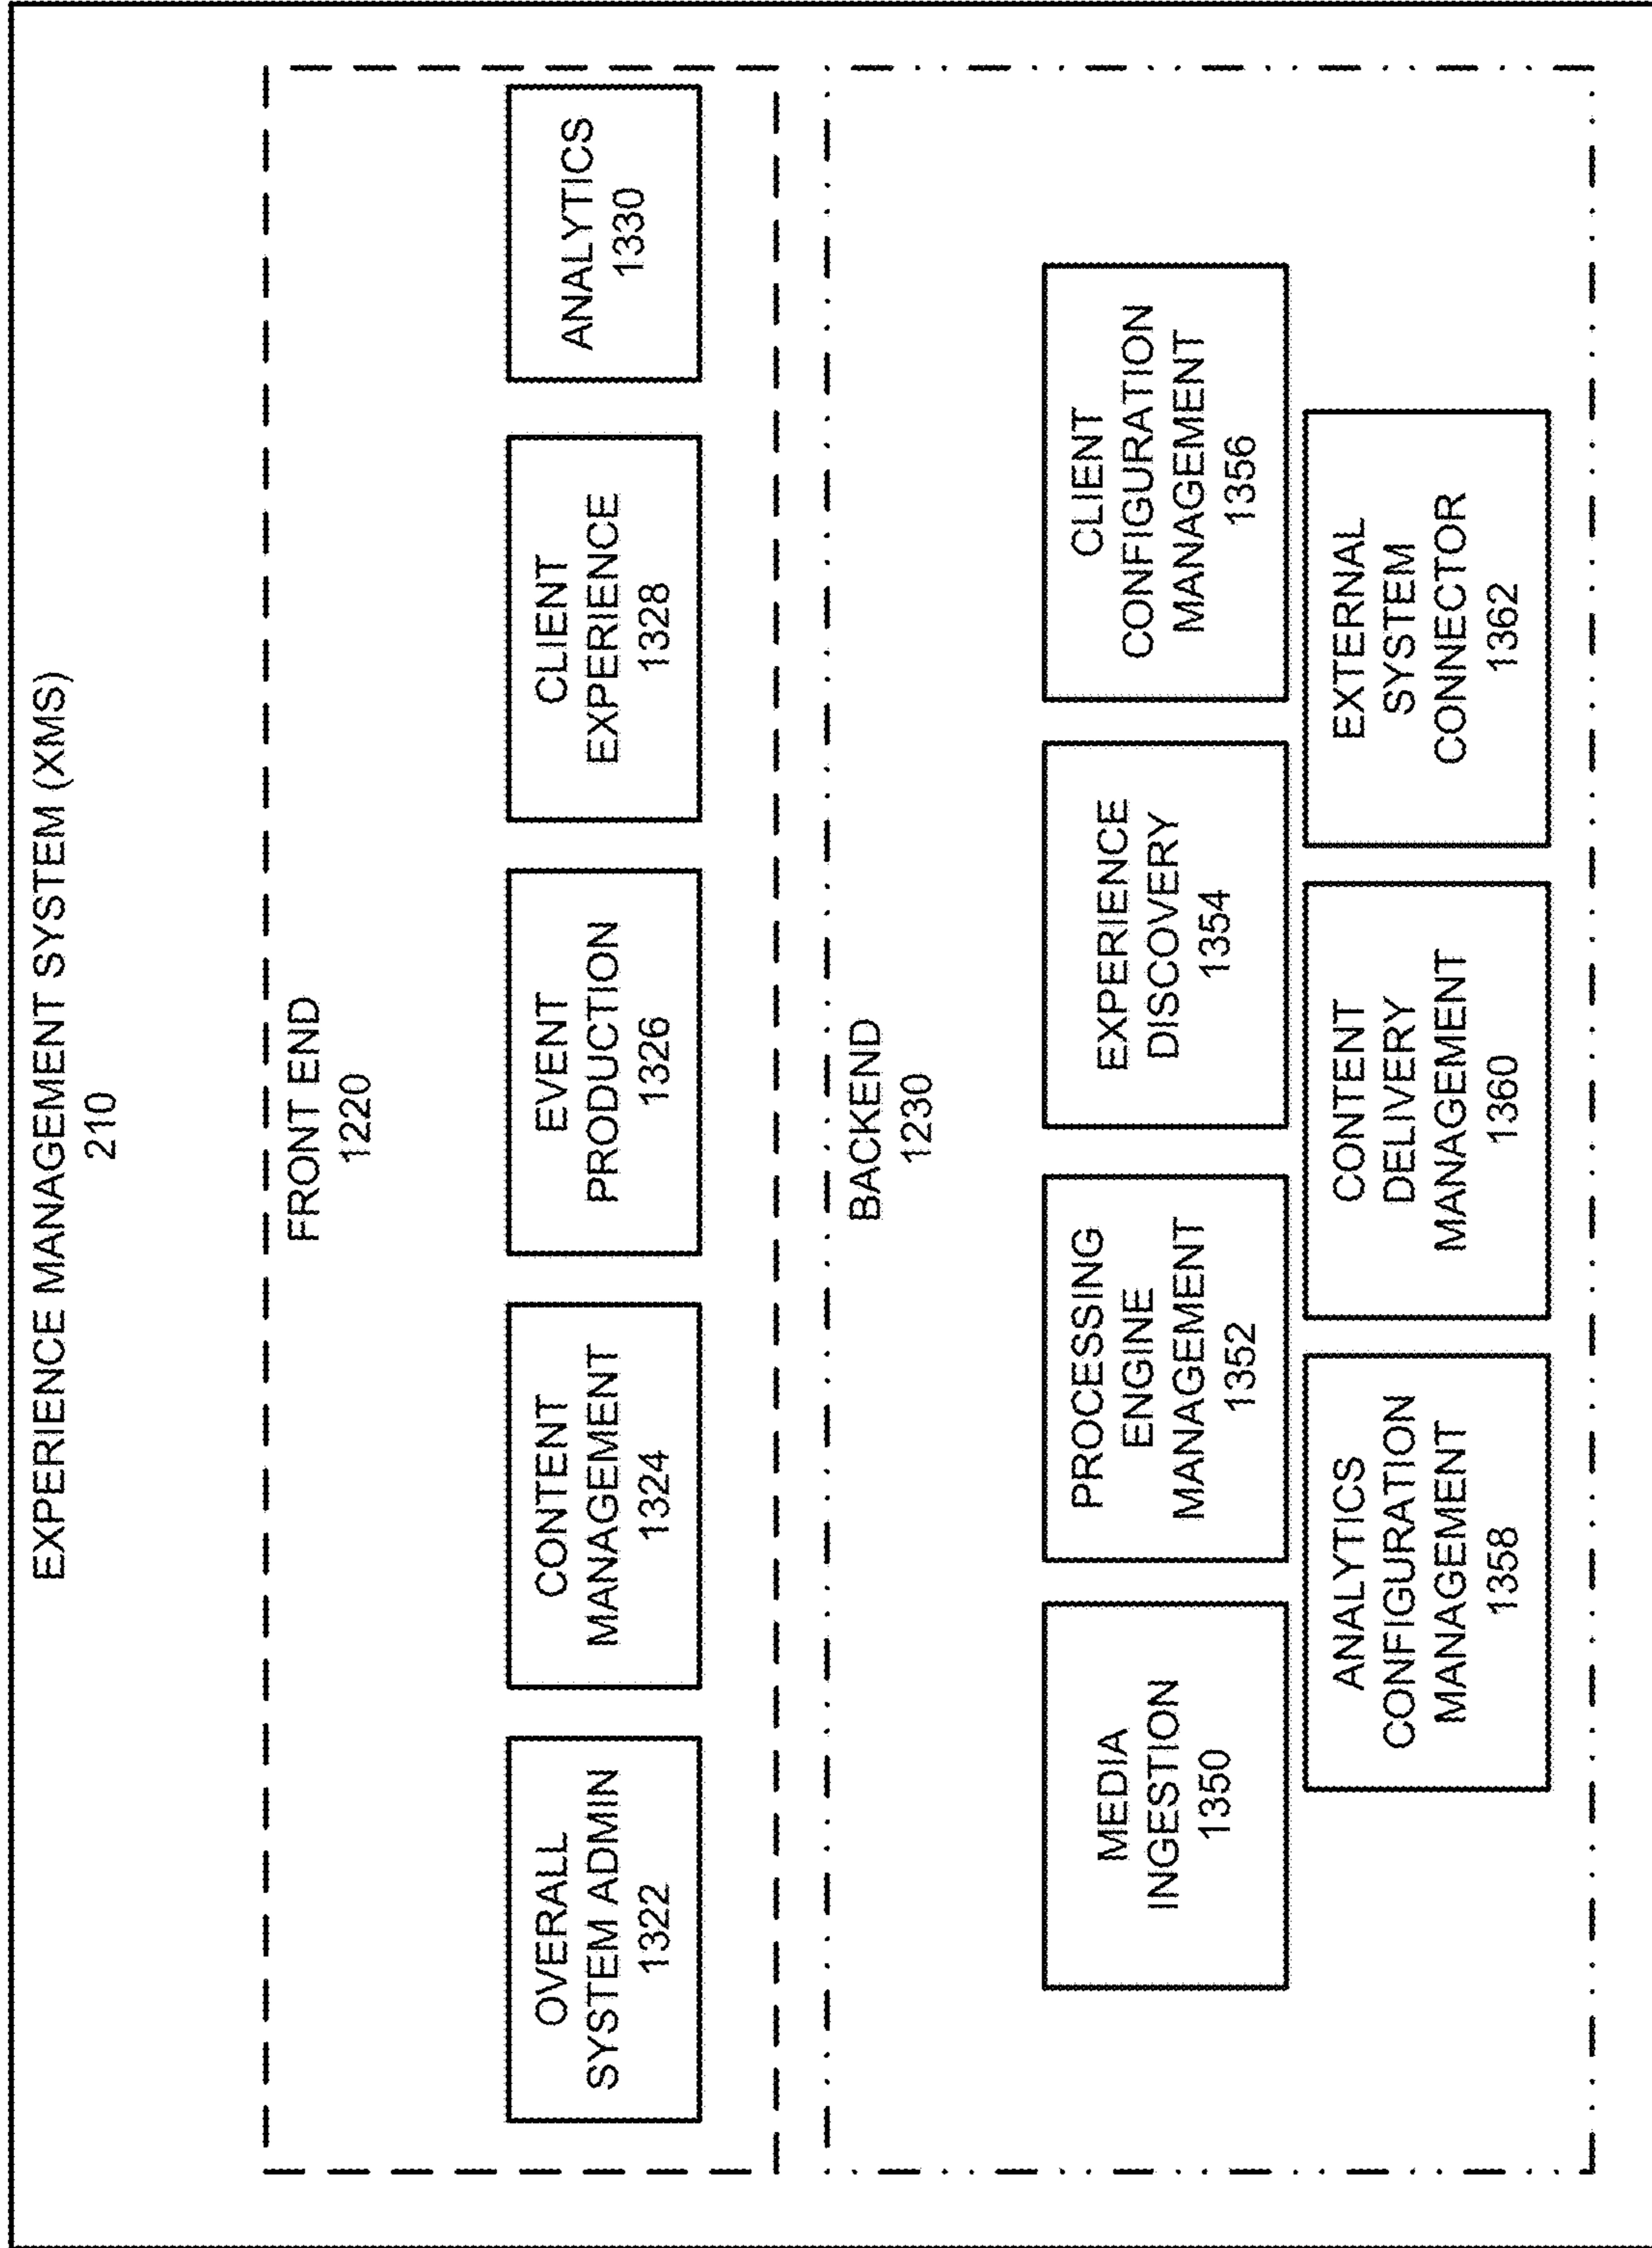 EXPERIENCE MANAGEMENT SYSTEM (XMS)
210
FRONT END
1220
OVERALL
SYSTEM ADMIN
1322
CONTENT
MANAGEMENT
1324
EVENT
PRODUCTION
1326
CLIENT
EXPERIENCE
1328
ANALYTICS
1330
BACKEND
1230
MEDIA
INGESTION
1350
PROCESSING
ENGINE
MANAGEMENT
1352
EXPERIENCE
DISCOVERY
1354
CLIENT
CONFIGURATION
MANAGEMENT
1356
ANALYTICS
CONFIGURATION
MANAGEMENT
1358
CONTENT
DELIVERY
MANAGEMENT
1360
EXTERNAL
SYSTEM
CONNECTOR
1362